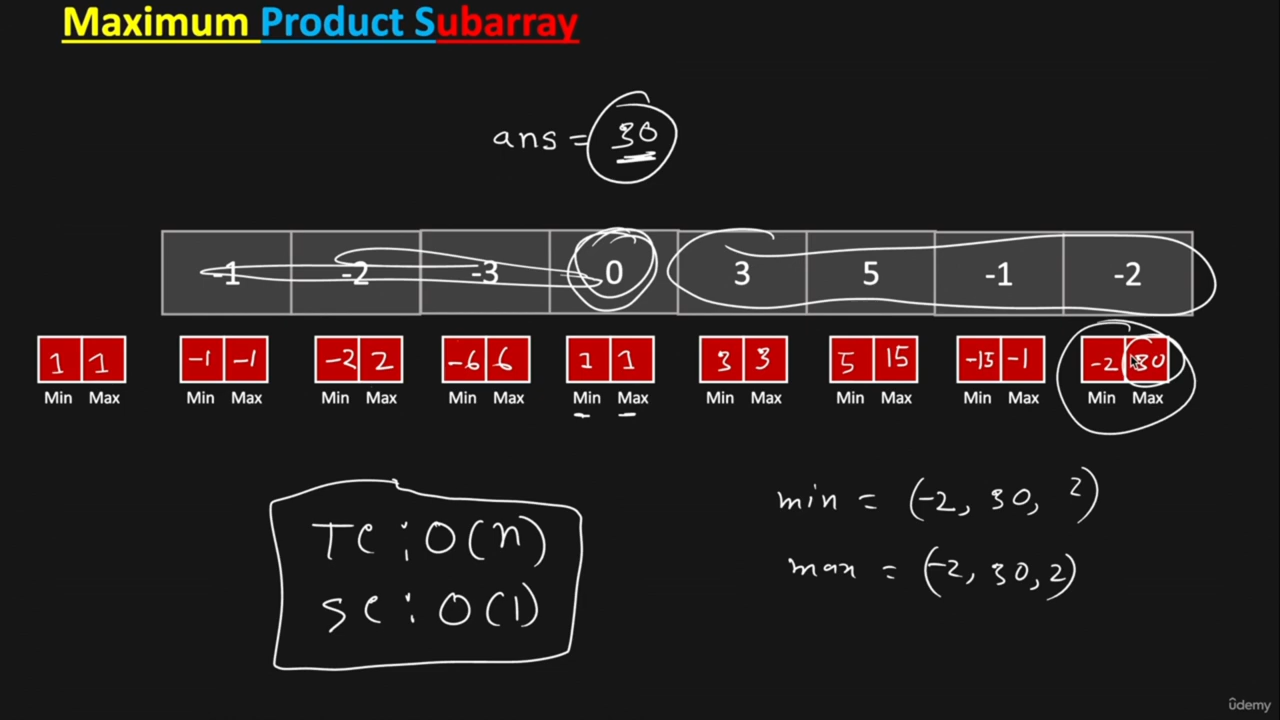 Maximum Product Subarray
ans = 30
-1 -2 -3 0 3 5 -1 -2
1 1 -1 -1 -2 2 -6 6 1 1 3 3 5 15 -15 -1 -2 30
Min Max Min Max Min Max Min Max Min Max Min Max Min Max Min Max Min Max
min = (-2, 30, 2)
TC : O(n)
max = (-2, 30, 2)
SC : O(1)
ûdemy